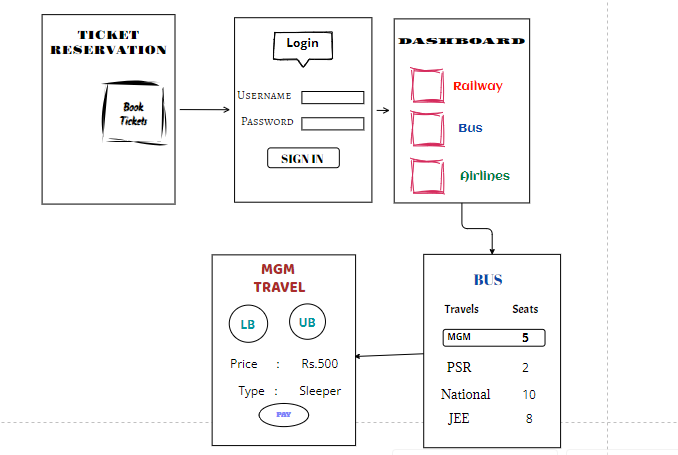 TICKET
RESERVATION
Book
Tickets
Login
USERNAME
PASSWORD
SIGN IN
DASHBOARD
Railway
Bus
Airlines
MGM
TRAVEL
LB UB
Price : Rs.500
Type : Sleeper
PAY
BUS
Travels Seats
MGM 5
PSR 2
National 10
JEE 8